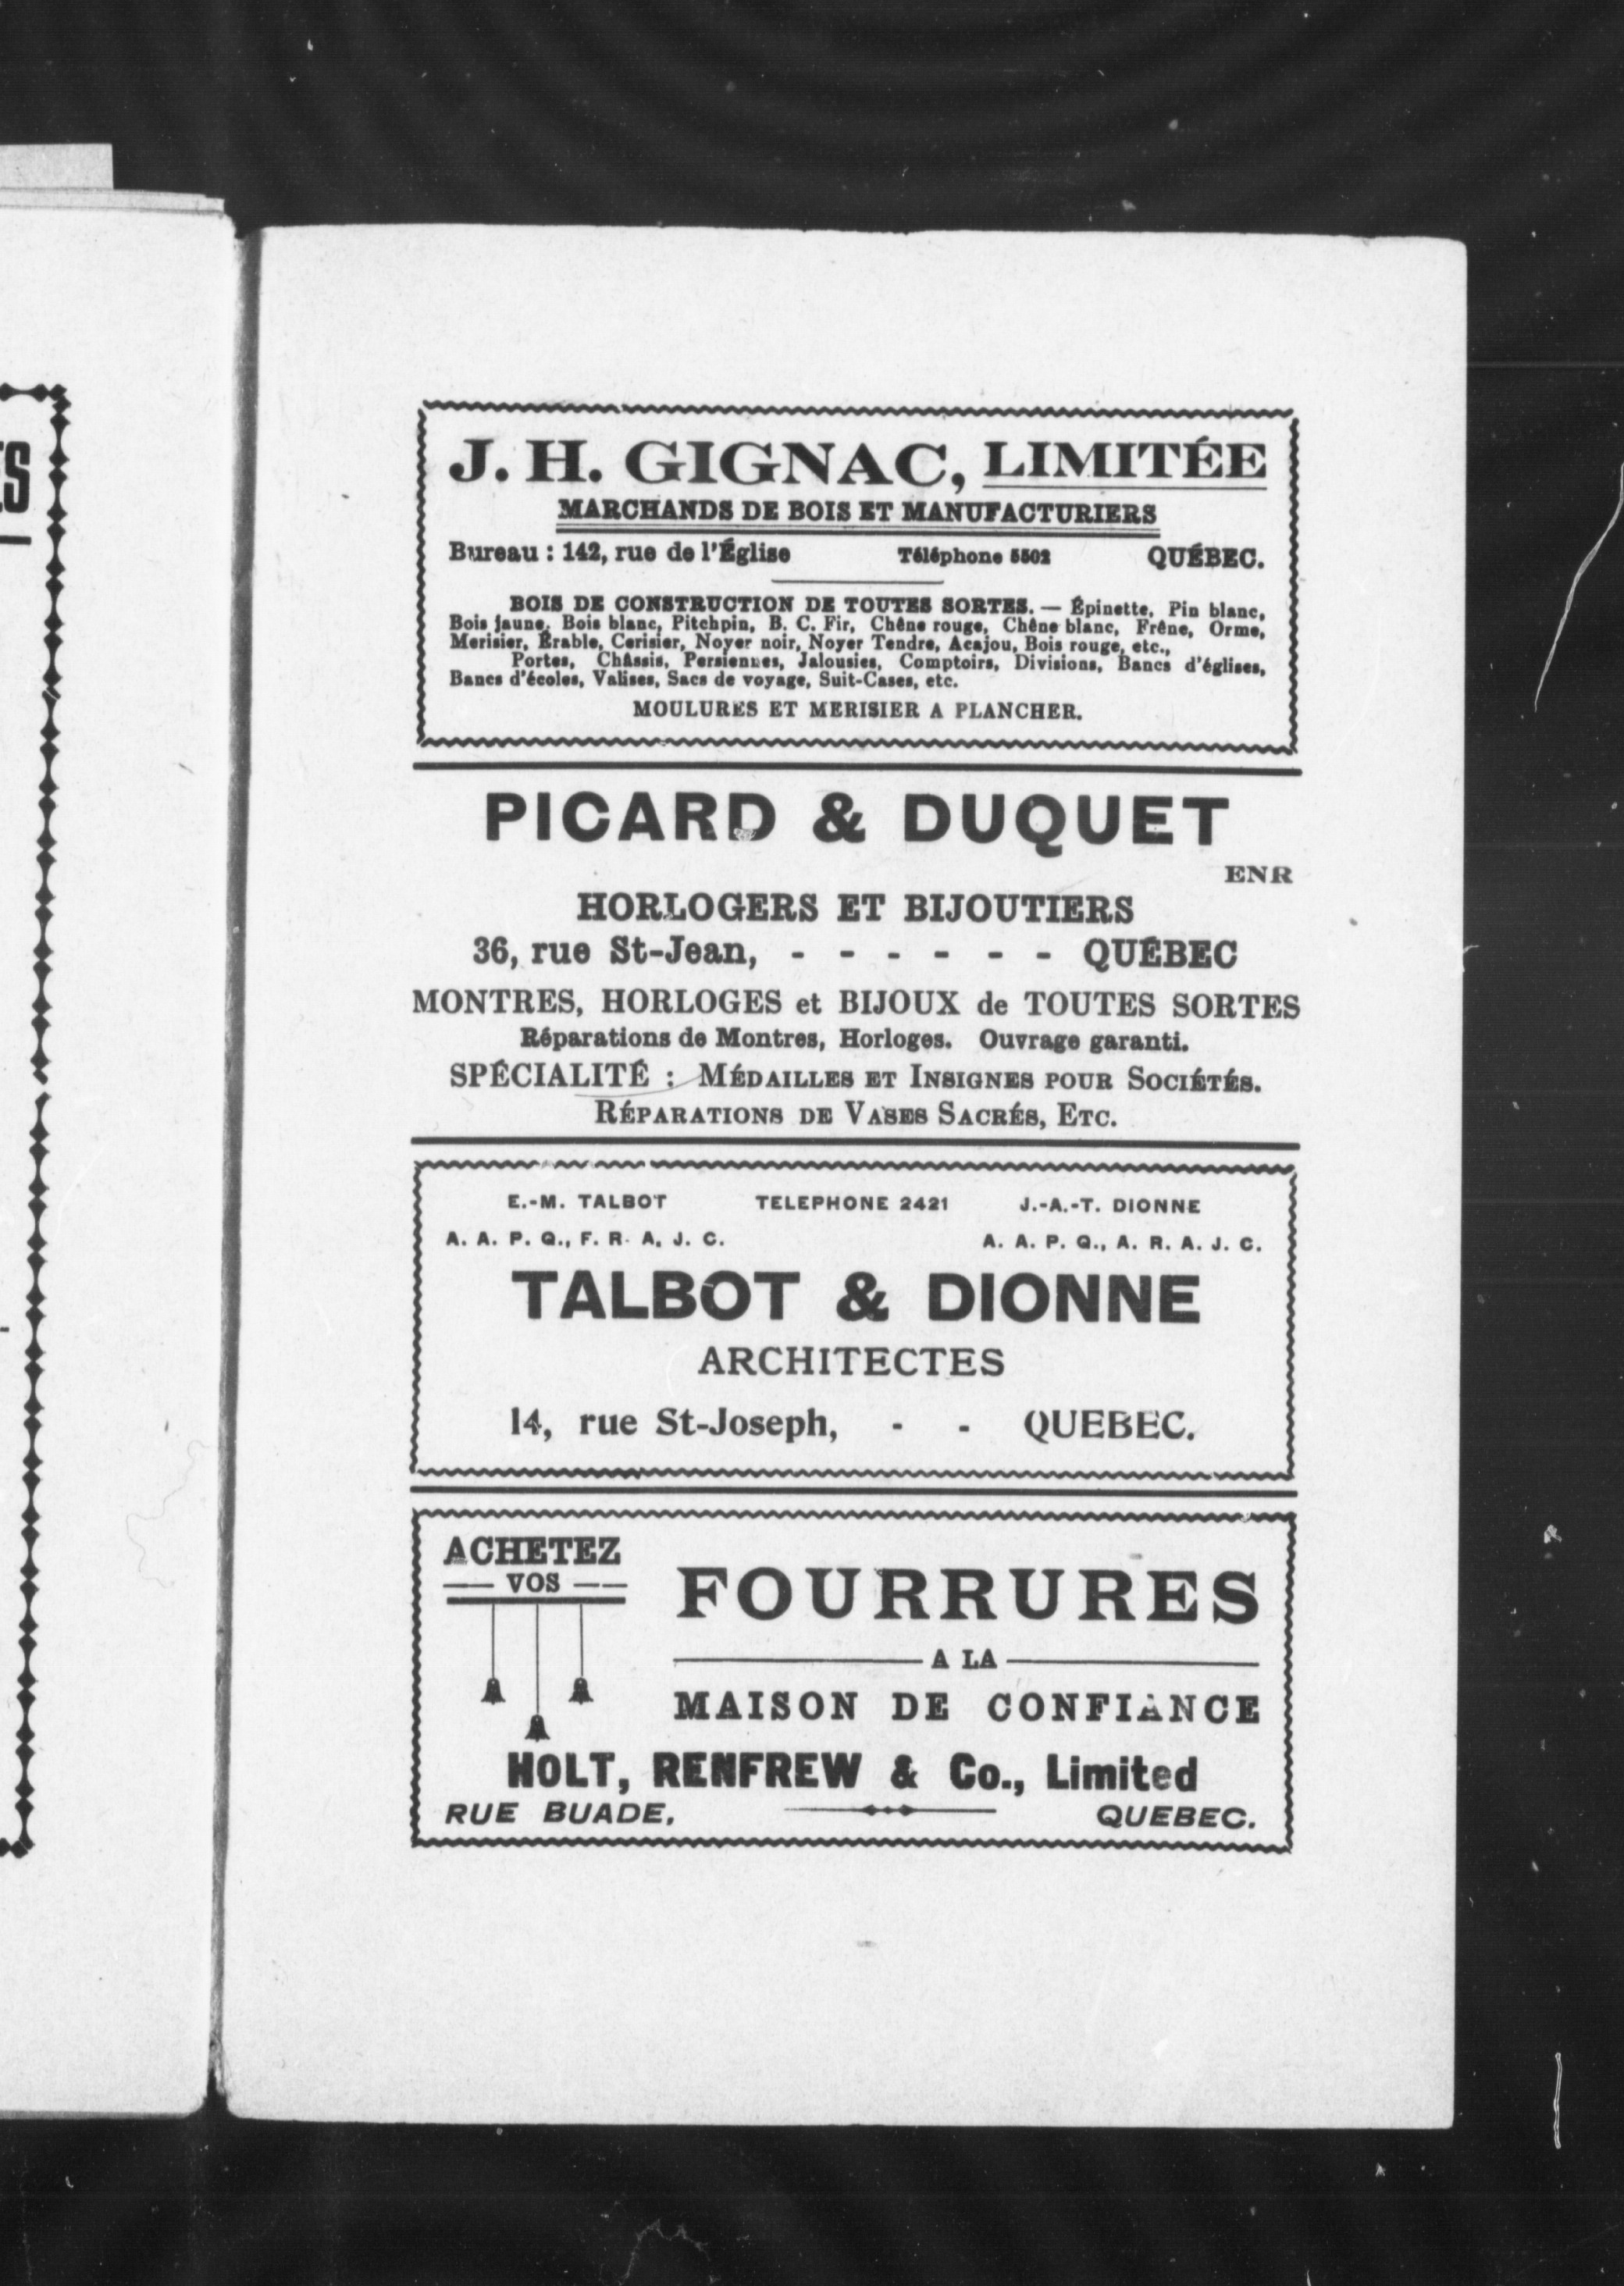 J. H. GIGNAC, LIMITÉE
MARCHANDS DE BOIS ET MANUFACTURIERS
Bureau : 142, rue de l'Église Téléphone 5502 QUÉBEC.
BOIS DE CONSTRUCTION DE TOUTES SORTES. — Épinette, Pin blanc,
Bois jaune, Bois blanc, Pitchpin, B. C. Fir, Chêne rouge, Chêne blanc, Frêne, Orme,
Merisier, Érable, Cerisier, Noyer noir, Noyer Tendre, Acajou, Bois rouge, etc.,
Portes, Châssis, Persiennes, Jalousies, Comptoirs, Divisions, Bancs d'églises,
Bancs d'écoles, Valises, Sacs de voyage, Suit-Cases, etc.
MOULURES ET MERISIER A PLANCHER.
PICARD & DUQUET
ENR
HORLOGERS ET BIJOUTIERS
36, rue St-Jean, - - - - - - QUÉBEC
MONTRES, HORLOGES et BIJOUX de TOUTES SORTES
Réparations de Montres, Horloges. Ouvrage garanti.
SPÉCIALITÉ : MÉDAILLES ET INSIGNES POUR SOCIÉTÉS.
RÉPARATIONS DE VASES SACRÉS, ETC.
E.-M. TALBOT TELEPHONE 2421 J.-A.-T. DIONNE
A. A. P. Q., F. R. A. J. C. A. A. P. Q., A. R. A. J. C.
TALBOT & DIONNE
ARCHITECTES
14, rue St-Joseph, - - QUEBEC.
ACHETEZ
VOS
FOURRURES
A LA
MAISON DE CONFIANCE
HOLT, RENFREW & Co., Limited
RUE BUADE, QUEBEC.